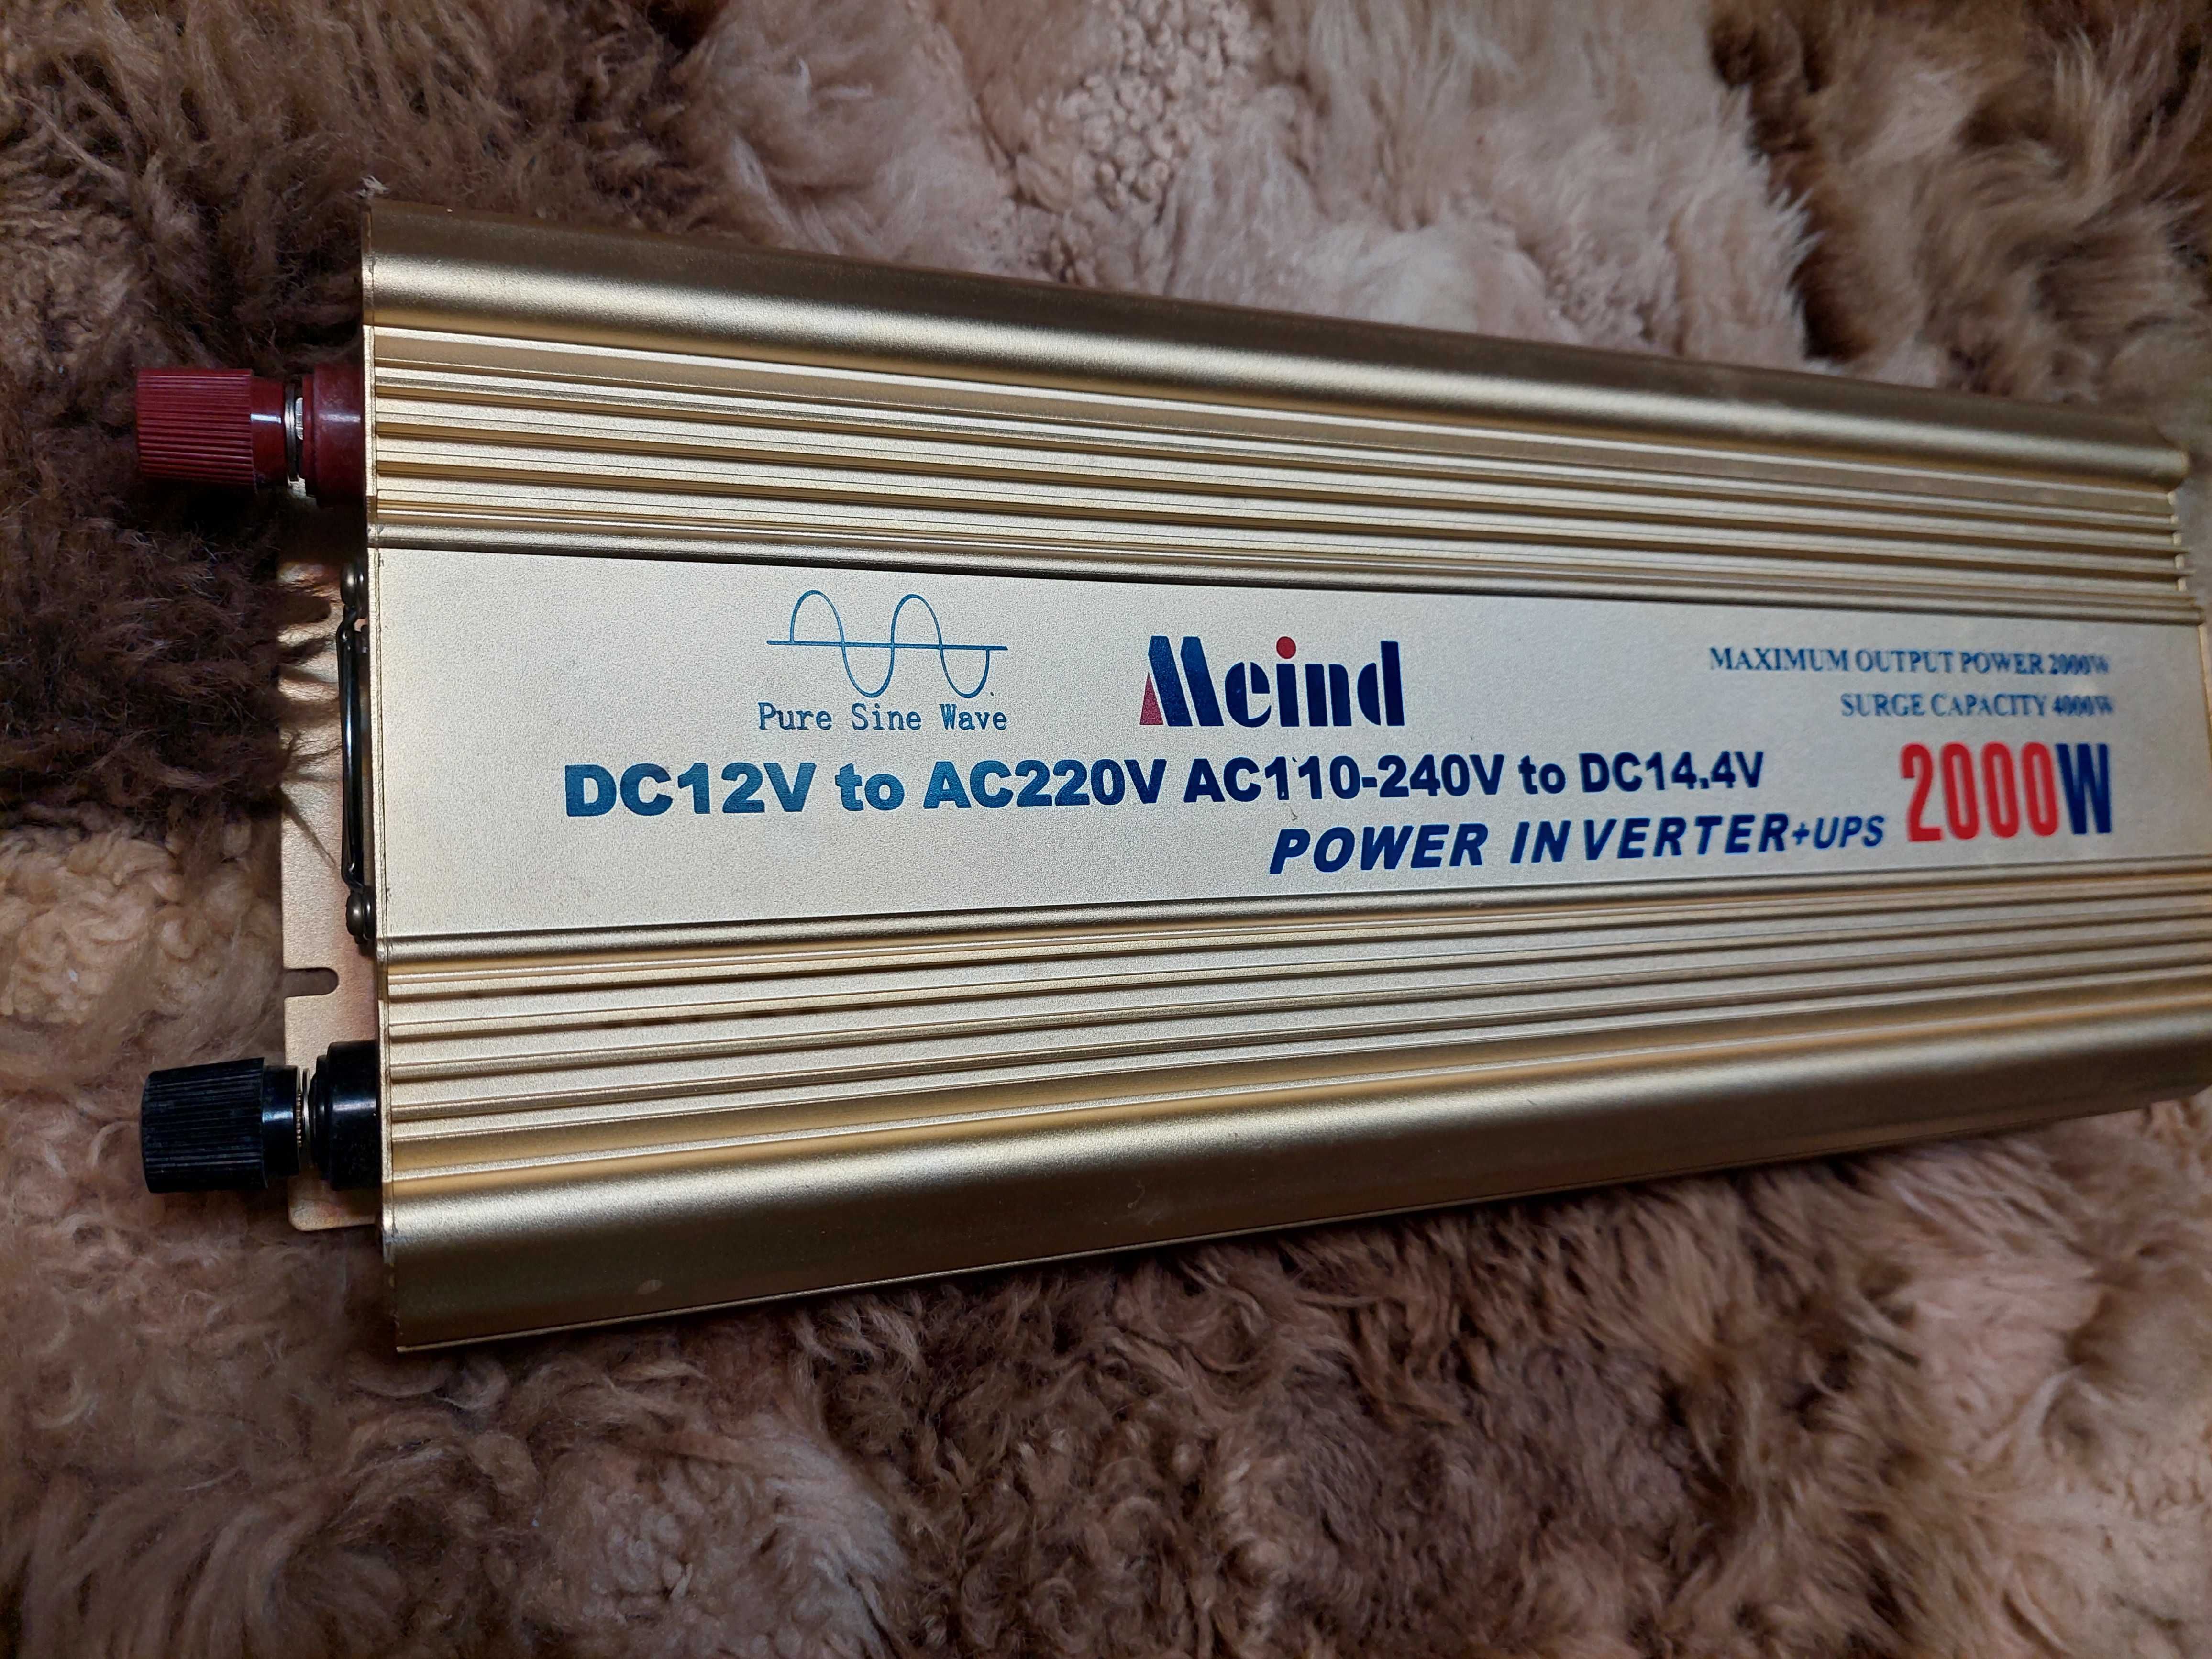 Pure Sine Wave
Meind
MAXIMUM OUTPUT POWER 2000W
SURGE CAPACITY 4000W
DC12V to AC220V AC110-240V to DC14.4V
POWER INVERTER+UPS
2000W